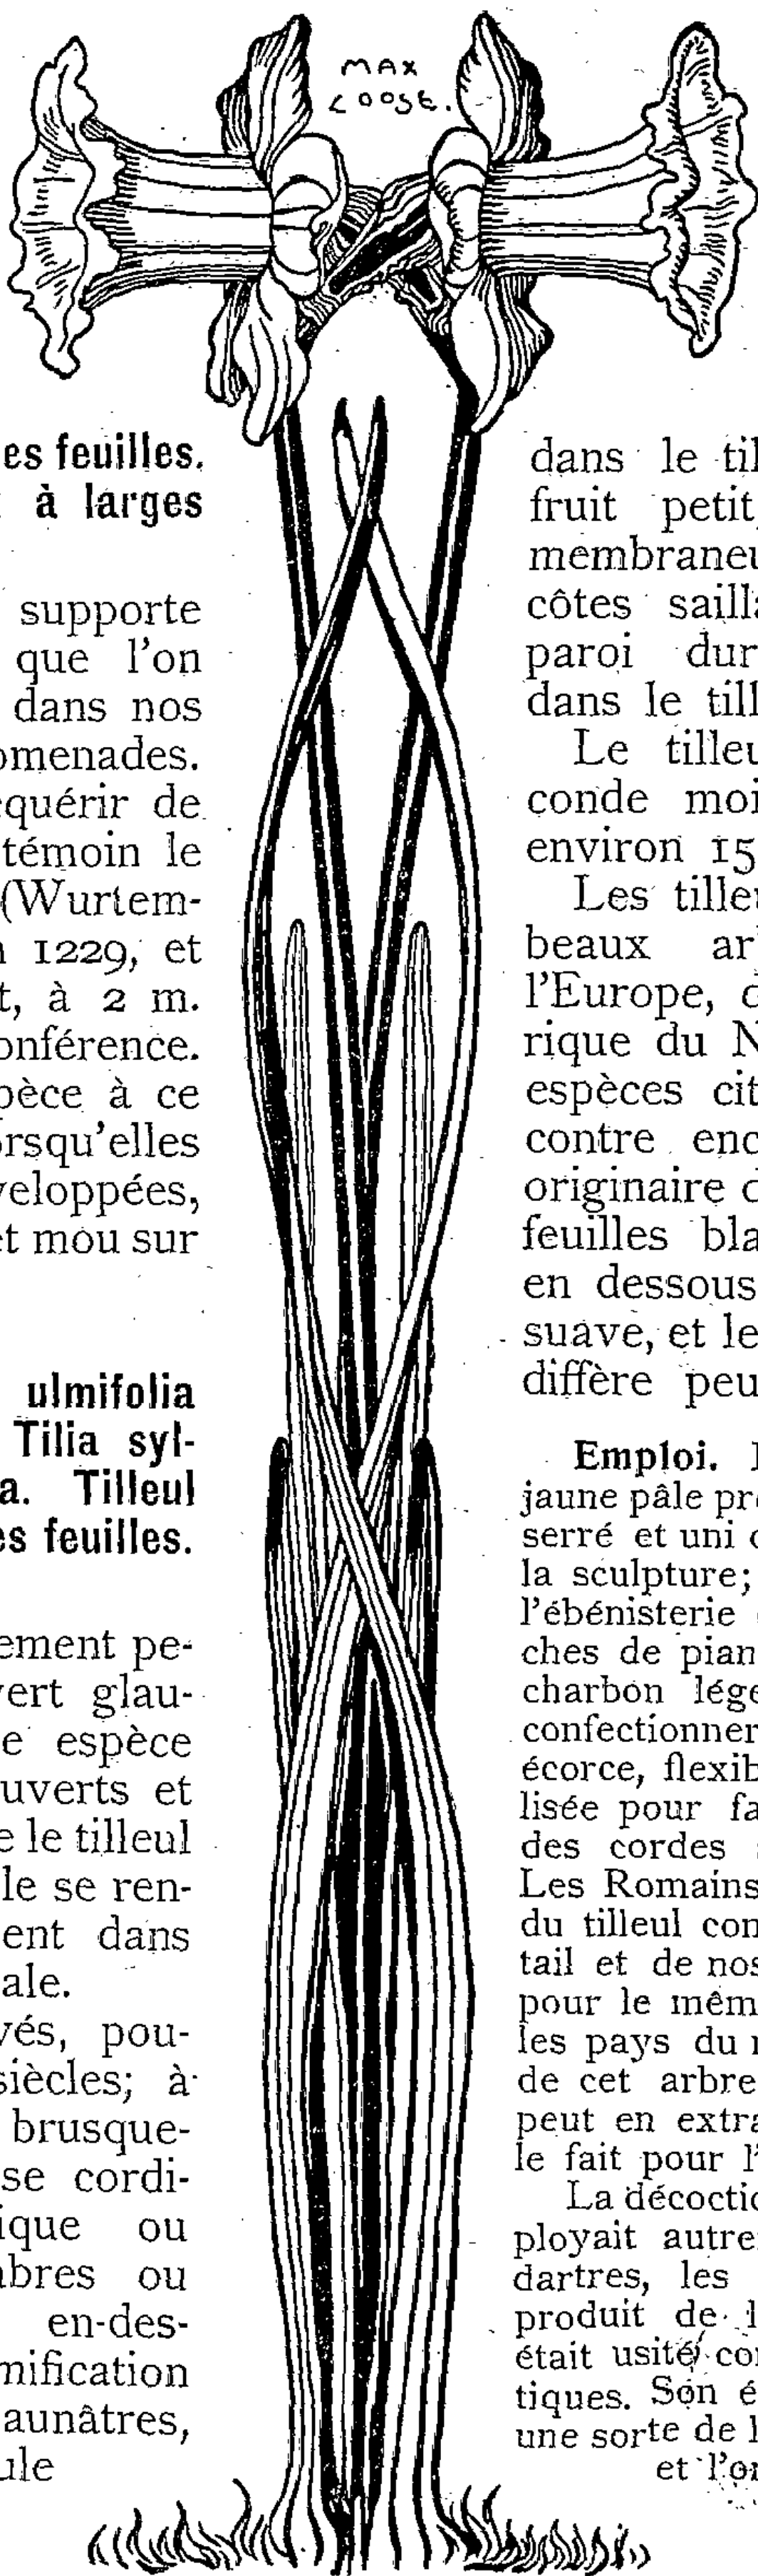 MAX
LOOSE.
es feuilles.
à larges
supporte
que l'on
dans nos
omenades.
quérir de
témoin le
(Wurtem-
1229, et
t, à 2 m.
onférence.
pèce à ce
orsqu'elles
veloppées,
et mou sur
ulmifolia
Tilia syl-
a. Tilleul
es feuilles.
ement pe-
vert glau-
e espèce
uverts et
e le tilleul
le se ren-
ent dans
ale.
vés, pou-
siècles; à
brusque-
se cordi-
ique ou
abres ou
en-des-
mification
aunâtres,
ule
dans le til
fruit petit,
membraneu
côtes sailla
paroi dur
dans le till
Le tilleu
conde moi
environ 15
Les tilleu
beaux ar
l'Europe, d
rique du N
espèces cit
contre enc
originaire d
feuilles bla
en dessous
suave, et le
diffère peu
Emploi.
jaune pâle pr
serré et uni
la sculpture;
l'ébénisterie
ches de pian
charbon lége
confectionner
écorce, flexib
lisée pour fa
des cordes
Les Romains
du tilleul con
tail et de nos
pour le mêm
les pays du
de cet arbre
peut en extra
le fait pour l'
La décoctio
ployait autre
dartres, les
produit de l
était usité co
tiques. Son é
une sorte de l
et l'o